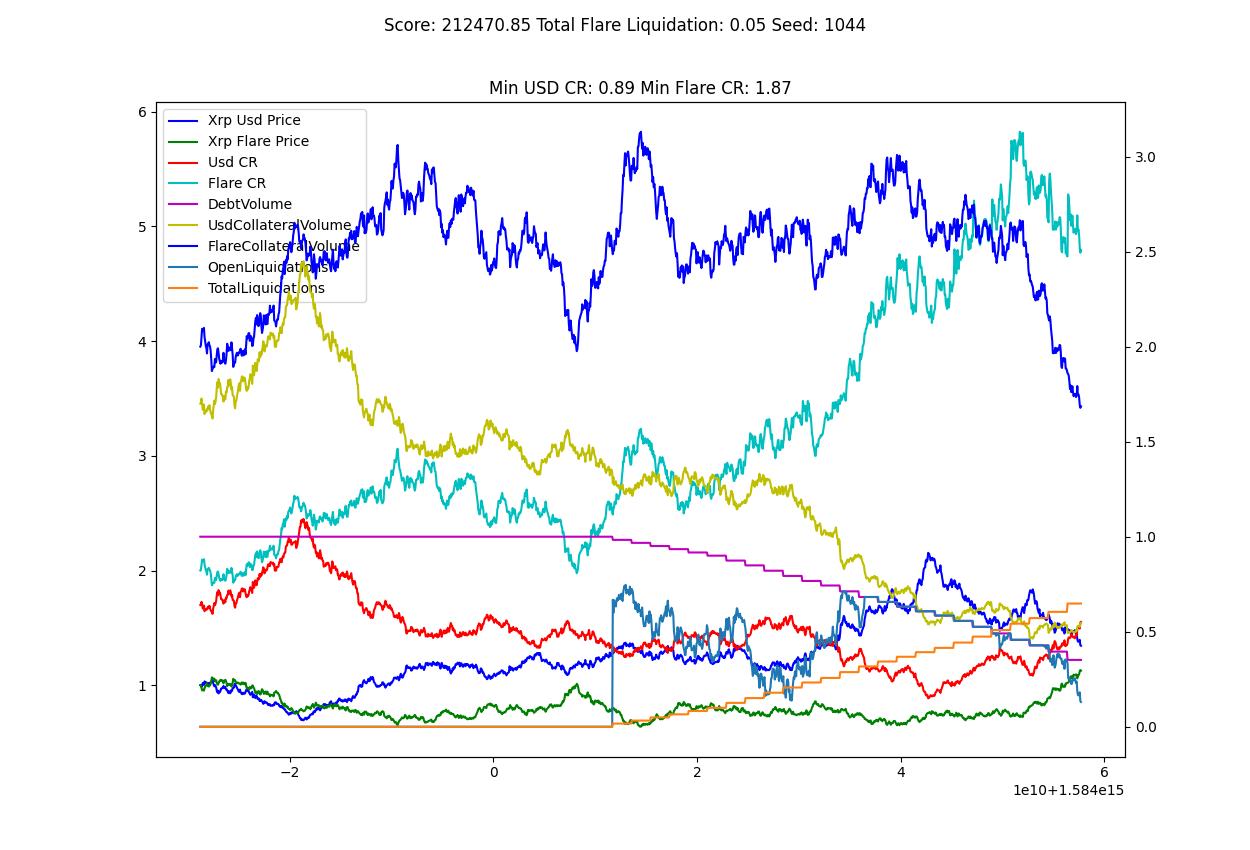 Score: 212470.85 Total Flare Liquidation: 0.05 Seed: 1044
Min USD CR: 0.89 Min Flare CR: 1.87
Xrp Usd Price
Xrp Flare Price
Usd CR
Flare CR
DebtVolume
UsdCollateralVolume
FlareCollateralVolume
OpenLiquidations
TotalLiquidations
6
5
4
3
2
1
3.0
2.5
2.0
1.5
1.0
0.5
0.0
−2
0
2
4
6
1e10+1.584e15